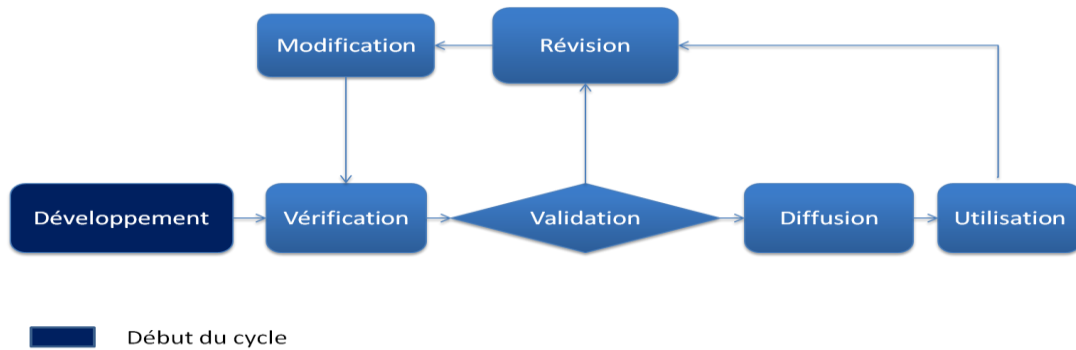 Modification
Révision
Développement
Vérification
Validation
Diffusion
Utilisation
Début du cycle